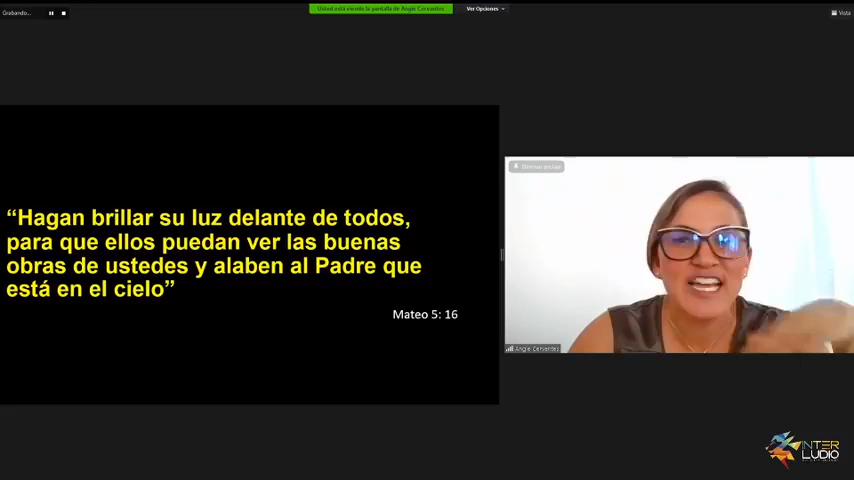 Grabando...
Usted está viendo la pantalla de Angie Cervantes
Ver Opciones
Vista
“Hagan brillar su luz delante de todos,
para que ellos puedan ver las buenas
obras de ustedes y alaben al Padre que
está en el cielo”
Mateo 5: 16
Angie Cervantes
INTER
LUDIO